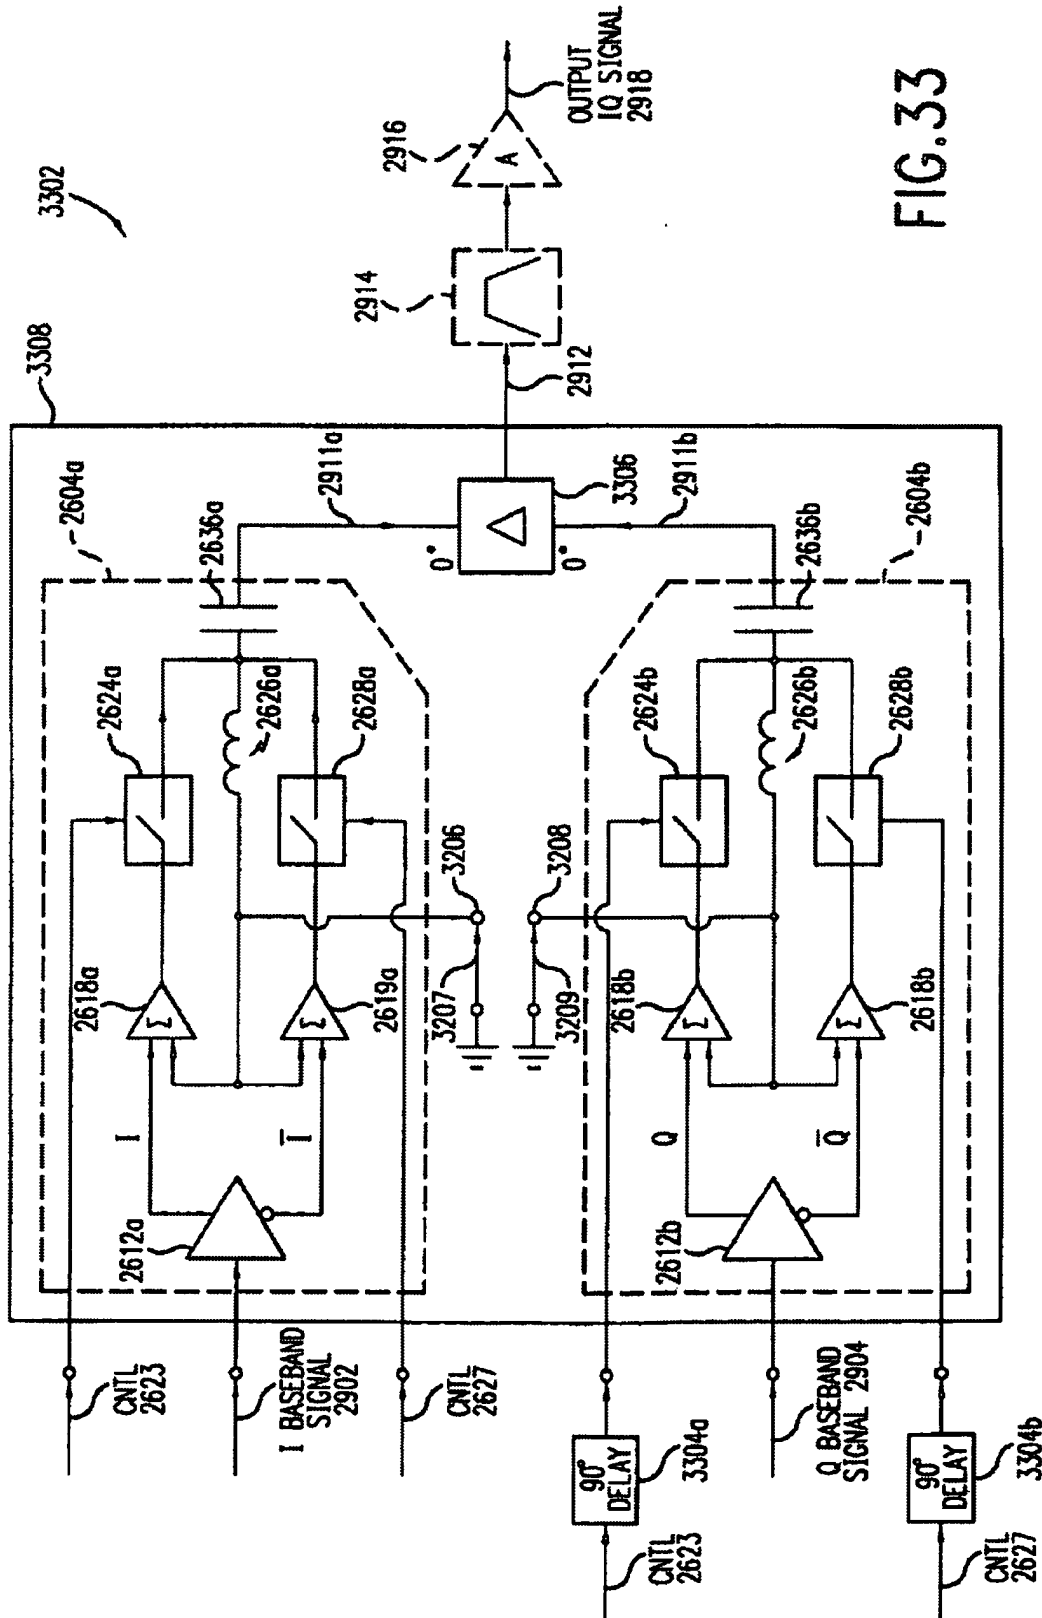 3302
3308
2604a
2636a
2911a
2624a
2626a
2628a
2618a
2619a
Σ
Σ
I
I̅
2612a
CNTL
2623
I BASEBAND
SIGNAL
2902
CNTL
2627
3206
3207
3208
3209
0°
0°
3306
2911b
2912
2914
2916
A
OUTPUT
IQ SIGNAL
2918
2604b
2636b
2624b
2626b
2628b
2618b
2618b
Σ
Σ
Q
Q̅
2612b
90°
DELAY
3304a
CNTL
2623
Q BASEBAND
SIGNAL 2904
90°
DELAY
3304b
CNTL
2627
FIG.33